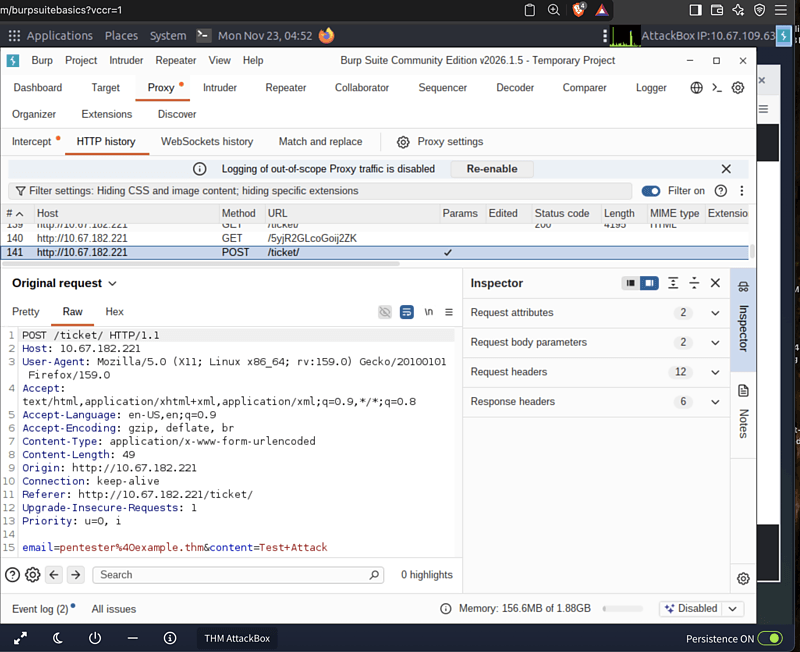 m/burpsuitebasics?vccr=1
Applications Places System Mon Nov 23, 04:52 AttackBox IP:10.67.109.63
Burp Project Intruder Repeater View Help Burp Suite Community Edition v2026.1.5 - Temporary Project
Dashboard Target Proxy Intruder Repeater Collaborator Sequencer Decoder Comparer Logger
Organizer Extensions Discover
Intercept HTTP history WebSockets history Match and replace Proxy settings
Logging of out-of-scope Proxy traffic is disabled Re-enable
Filter settings: Hiding CSS and image content; hiding specific extensions Filter on
# Host Method URL Params Edited Status code Length MIME type Extensio
139 http://10.67.182.221 GET /ticket/ 200 4195 HTML
140 http://10.67.182.221 GET /5yjR2GLcoGoij2ZK
141 http://10.67.182.221 POST /ticket/
Original request
Pretty Raw Hex \n
1 POST /ticket/ HTTP/1.1
2 Host: 10.67.182.221
3 User-Agent: Mozilla/5.0 (X11; Linux x86_64; rv:159.0) Gecko/20100101
Firefox/159.0
4 Accept:
text/html,application/xhtml+xml,application/xml;q=0.9,*/*;q=0.8
5 Accept-Language: en-US,en;q=0.9
6 Accept-Encoding: gzip, deflate, br
7 Content-Type: application/x-www-form-urlencoded
8 Content-Length: 49
9 Origin: http://10.67.182.221
10 Connection: keep-alive
11 Referer: http://10.67.182.221/ticket/
12 Upgrade-Insecure-Requests: 1
13 Priority: u=0, i
14
15 email=pentester%40example.thm&content=Test+Attack
Search 0 highlights
Inspector
Request attributes 2
Request body parameters 2
Request headers 12
Response headers 6
Inspector
Notes
Event log (2) All issues Memory: 156.6MB of 1.88GB Disabled
THM AttackBox Persistence ON